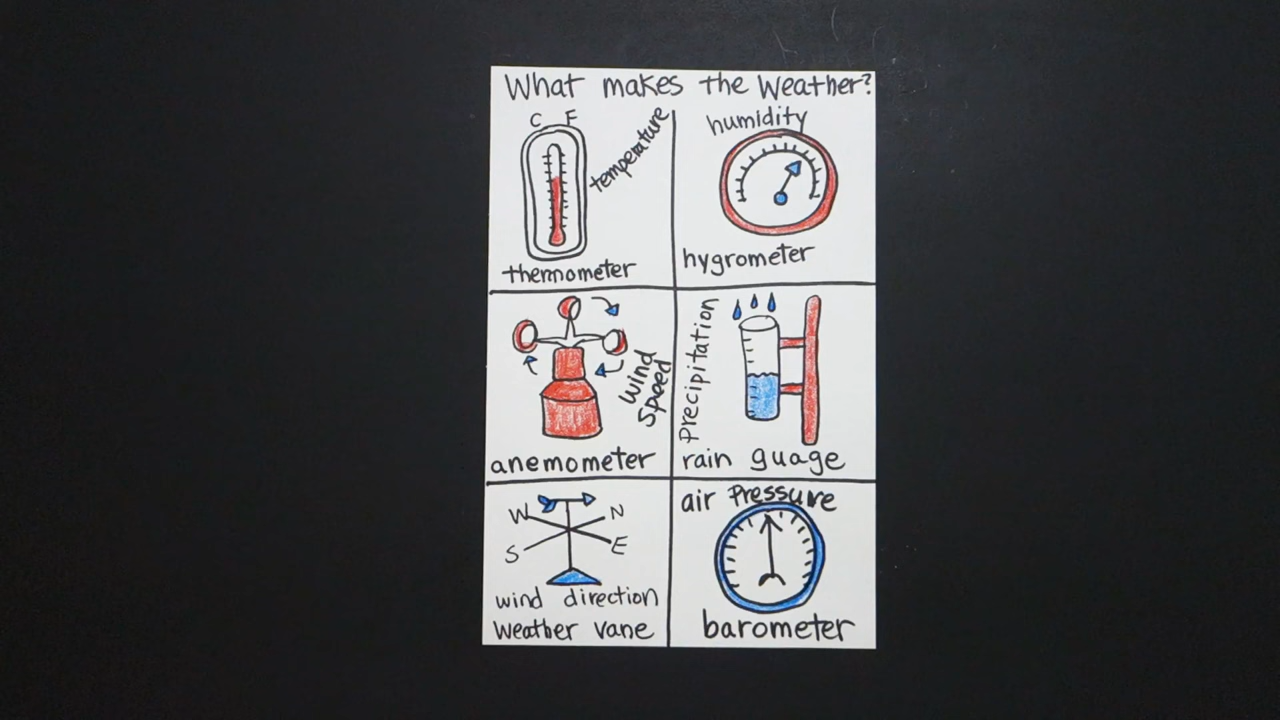 What makes the Weather?
C F
temperature
thermometer
humidity
hygrometer
wind
speed
anemometer
Precipitation
rain guage
W N
S E
wind direction
Weather vane
air Pressure
barometer